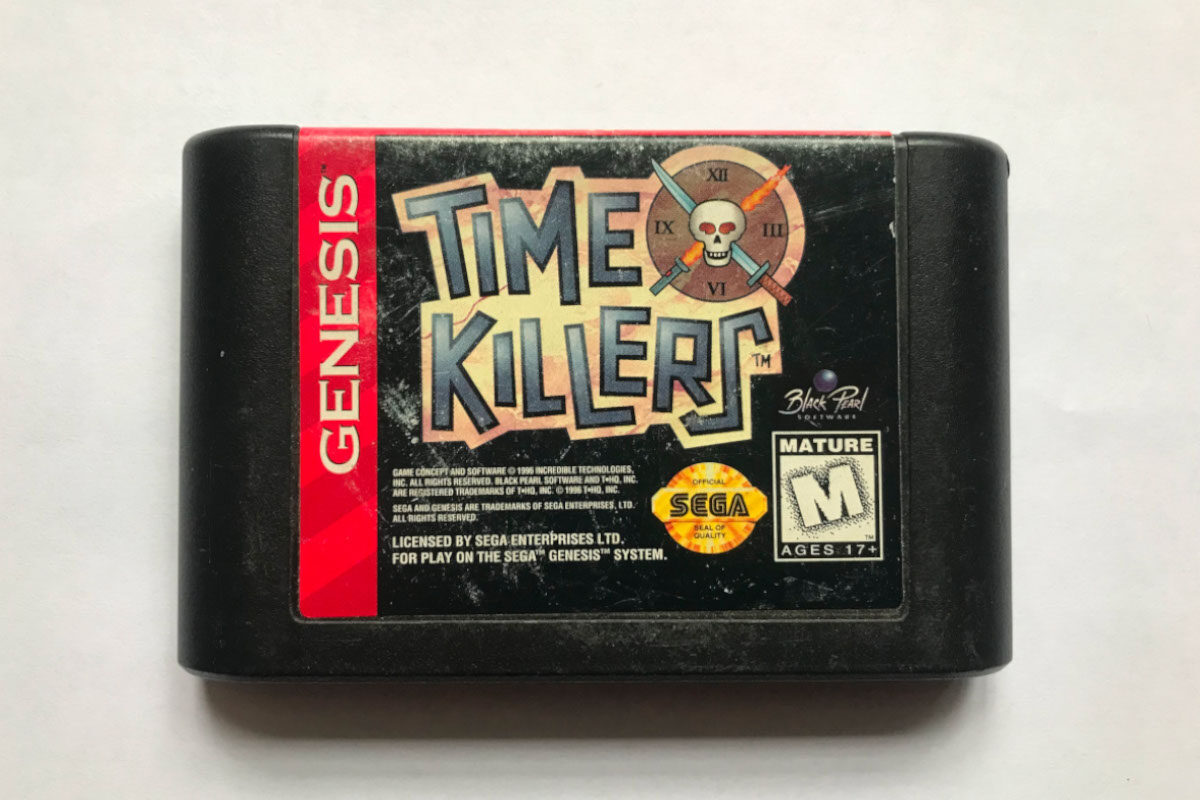 GENESIS™
TIME
KILLERS™
XII
IX
III
VI
Black Pearl
SOFTWARE
GAME CONCEPT AND SOFTWARE © 1996 INCREDIBLE TECHNOLOGIES,
INC. ALL RIGHTS RESERVED. BLACK PEARL SOFTWARE AND T•HQ, INC.
ARE REGISTERED TRADEMARKS OF T•HQ, INC. © 1996 T•HQ, INC.
SEGA AND GENESIS ARE TRADEMARKS OF SEGA ENTERPRISES, LTD.
ALL RIGHTS RESERVED.
LICENSED BY SEGA ENTERPRISES LTD.
FOR PLAY ON THE SEGA™ GENESIS™ SYSTEM.
OFFICIAL
SEGA
SEAL OF
QUALITY
MATURE
M
™
AGES 17+